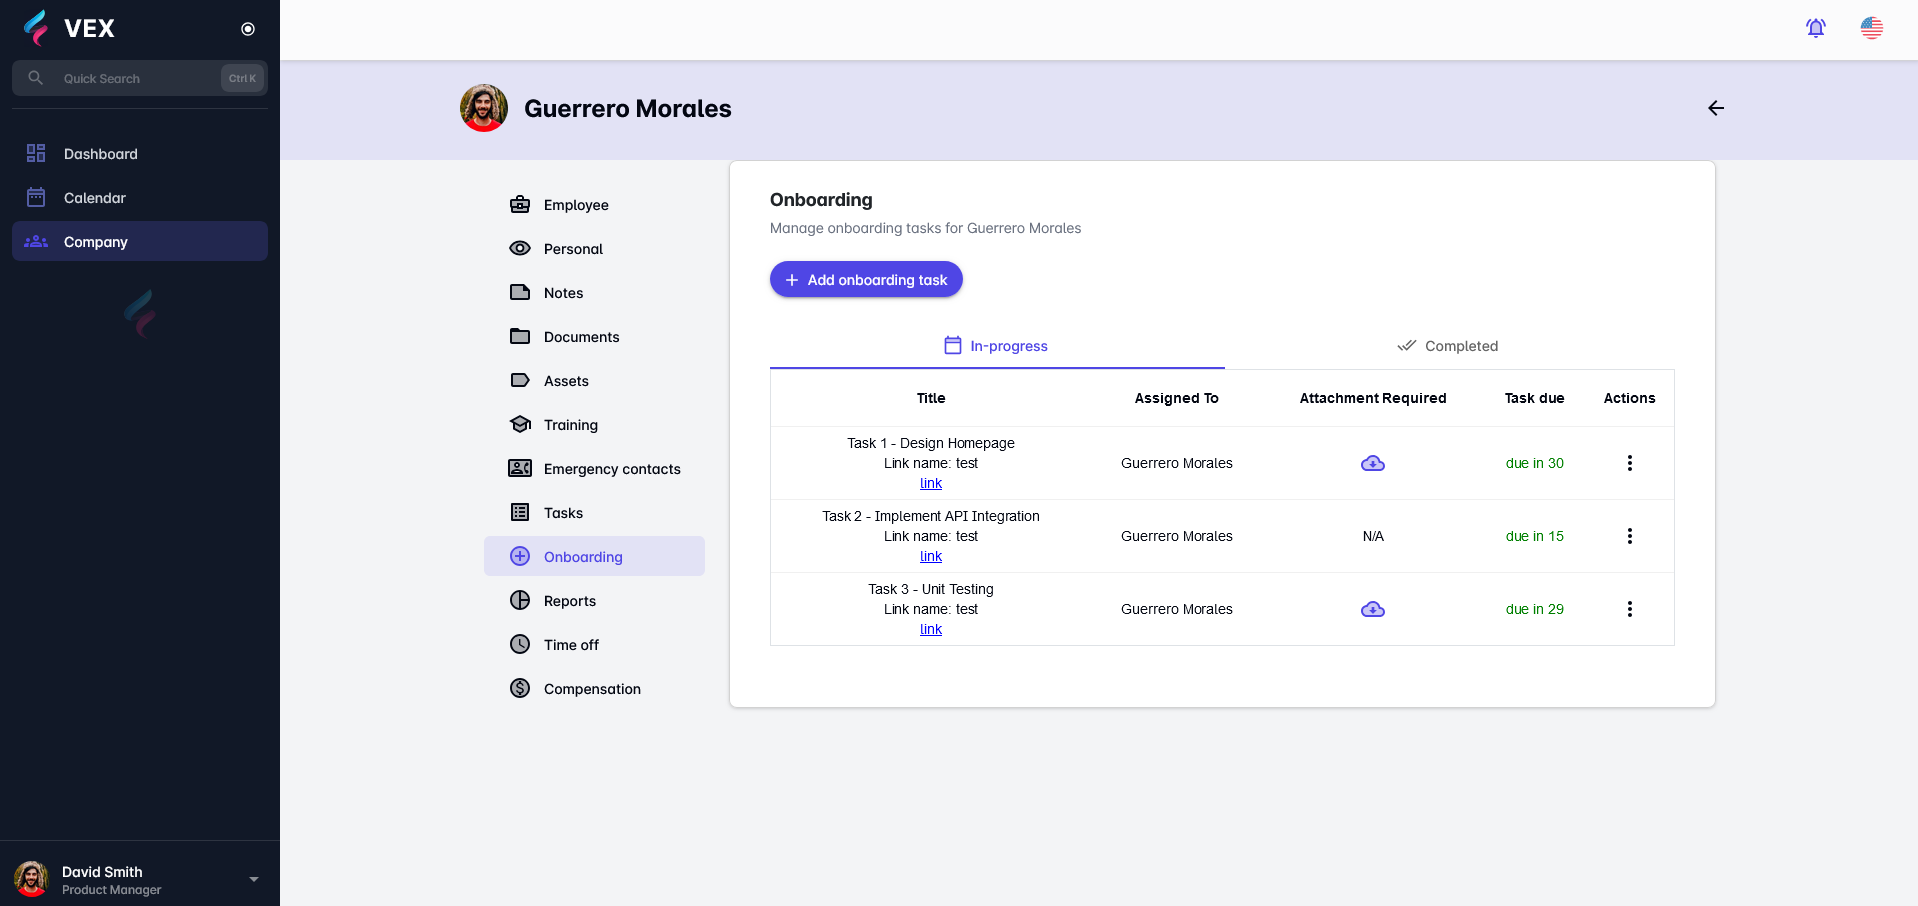 VEX
Quick Search
Ctrl K
Dashboard
Calendar
Company
David Smith
Product Manager
Guerrero Morales
Employee
Personal
Notes
Documents
Assets
Training
Emergency contacts
Tasks
Onboarding
Reports
Time off
Compensation
Onboarding
Manage onboarding tasks for Guerrero Morales
Add onboarding task
In-progress
Completed
Title Assigned To Attachment Required Task due Actions
Task 1 - Design Homepage
Link name: test Guerrero Morales due in 30
link
Task 2 - Implement API Integration
Link name: test Guerrero Morales N/A due in 15
link
Task 3 - Unit Testing
Link name: test Guerrero Morales due in 29
link